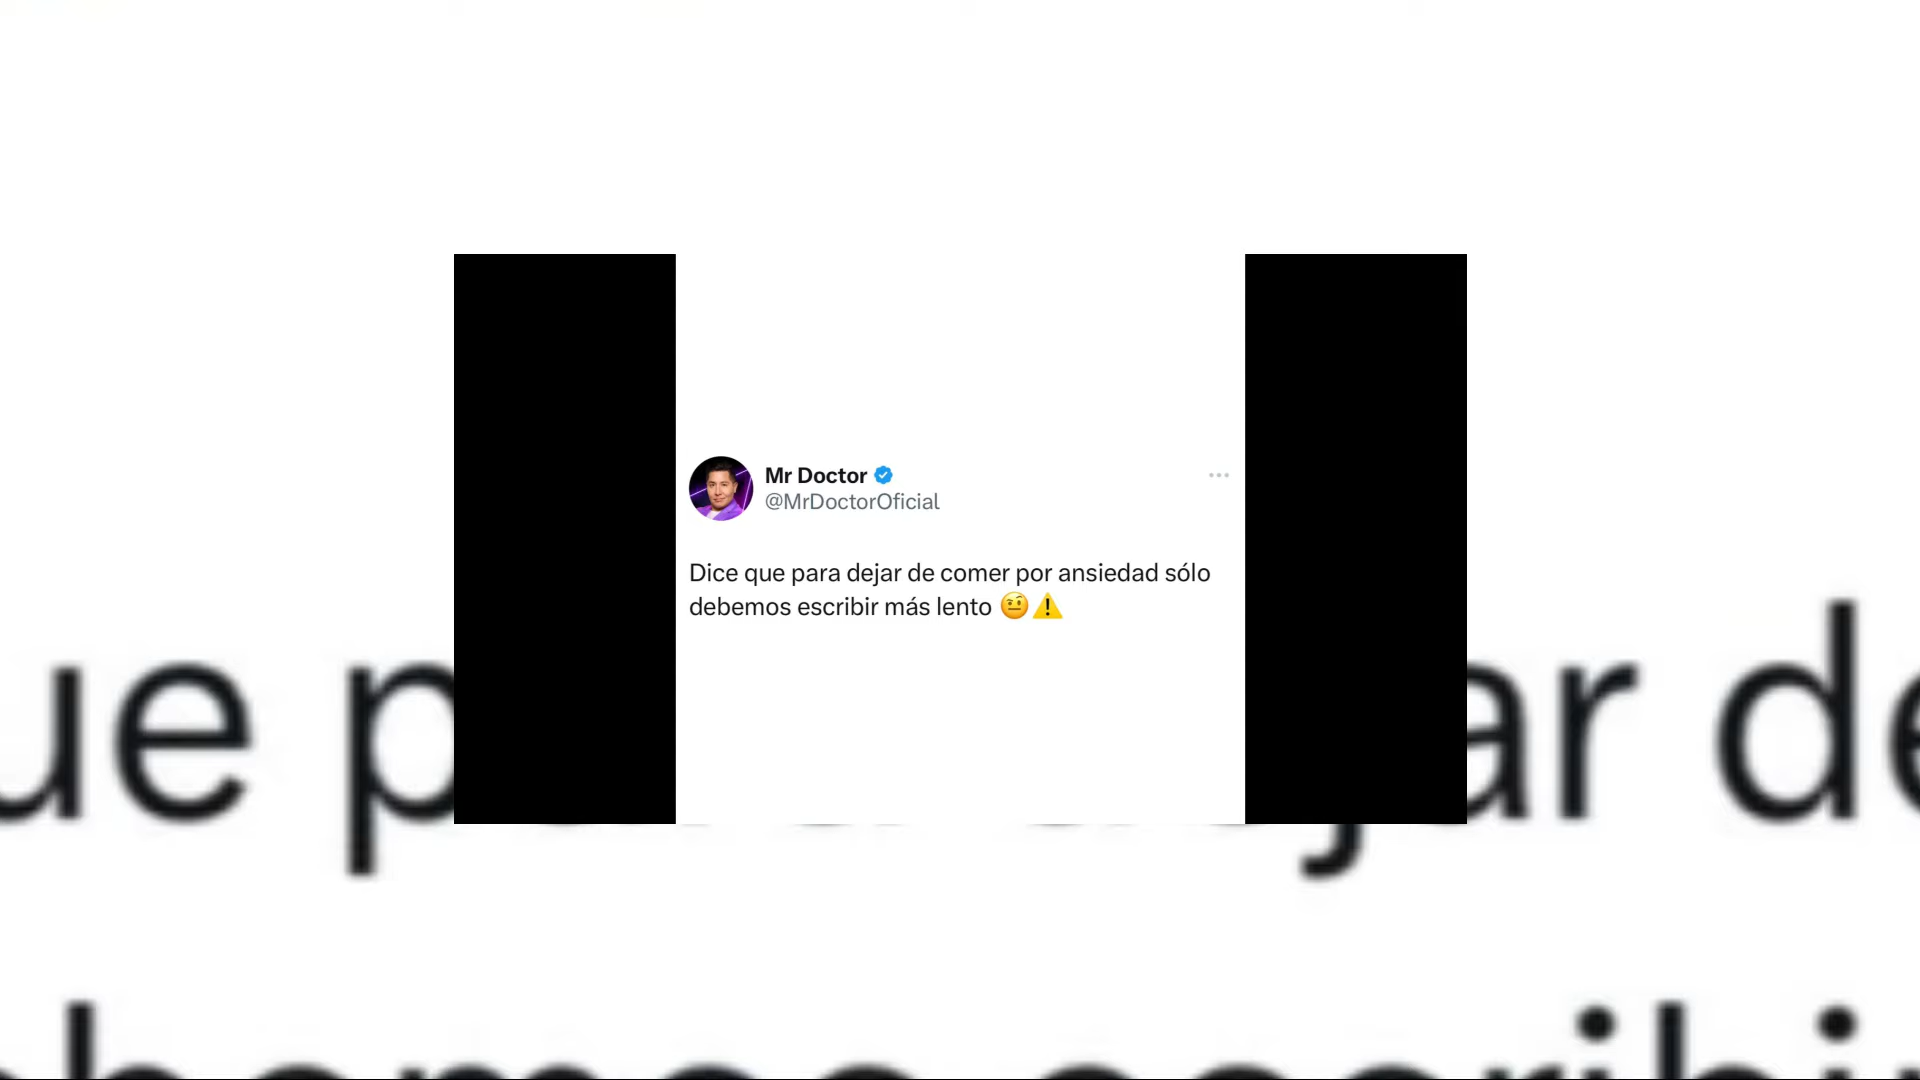 Mr Doctor
@MrDoctorOficial
Dice que para dejar de comer por ansiedad sólo
debemos escribir más lento 🤨⚠️